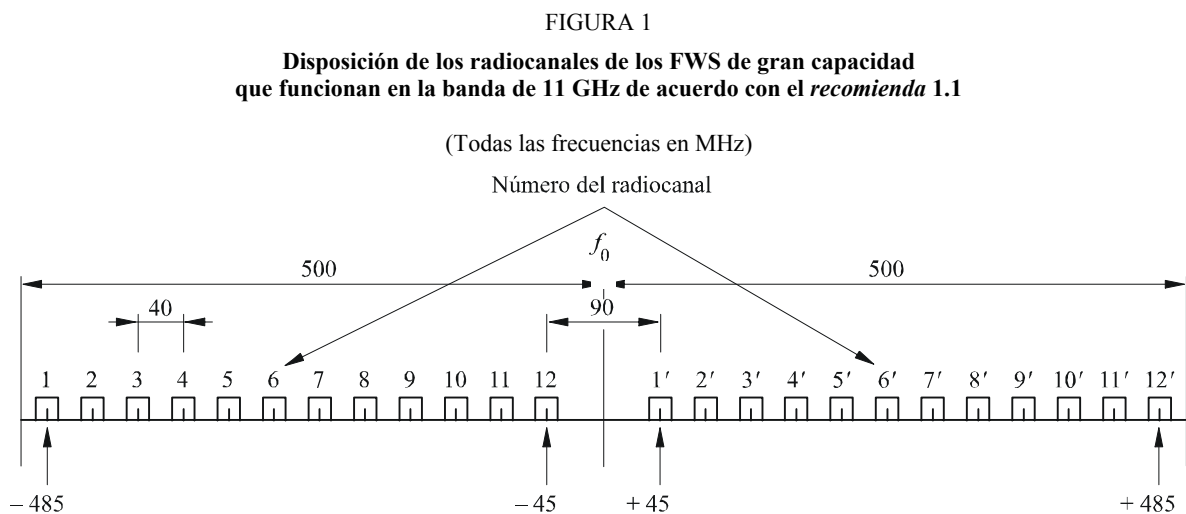 FIGURA 1
Disposición de los radiocanales de los FWS de gran capacidad
que funcionan en la banda de 11 GHz de acuerdo con el recomienda 1.1
(Todas las frecuencias en MHz)
Número del radiocanal
f0
500 500
40 90
1 2 3 4 5 6 7 8 9 10 11 12 1′ 2′ 3′ 4′ 5′ 6′ 7′ 8′ 9′ 10′ 11′ 12′
– 485 – 45 + 45 + 485